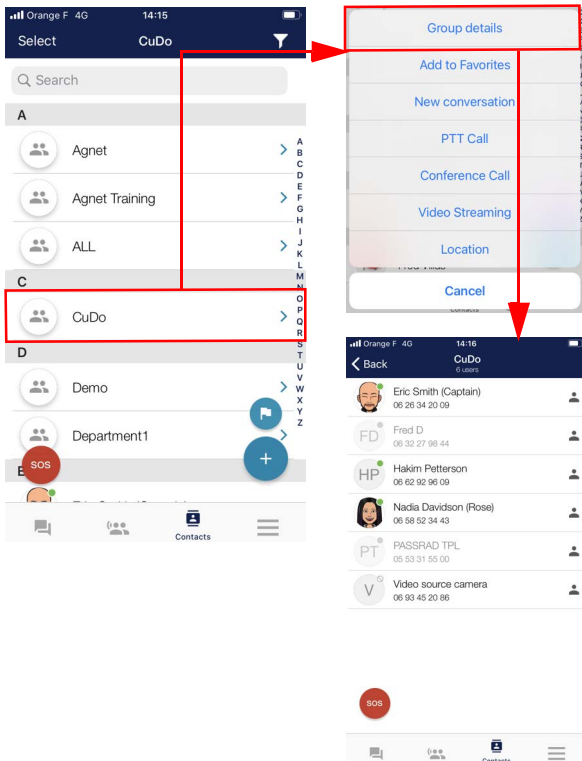 Orange F 4G 14:15
Select CuDo
Search
A
Agnet
Agnet Training
ALL
C
CuDo
D
Demo
Department1
E
SOS
Contacts
A
B
C
D
E
F
G
H
I
J
K
L
M
N
O
P
Q
R
S
T
U
V
W
X
Y
Z
Group details
Add to Favorites
New conversation
PTT Call
Conference Call
Video Streaming
Location
Cancel
Contacts
Orange F 4G 14:16
Back CuDo
6 users
Eric Smith (Captain)
06 26 34 20 09
FD Fred D
06 32 27 98 44
HP Hakim Petterson
06 62 92 96 09
Nadia Davidson (Rose)
06 58 52 34 43
PT PASSRAD TPL
05 53 31 55 00
V Video source camera
06 93 45 20 86
SOS
Contacts